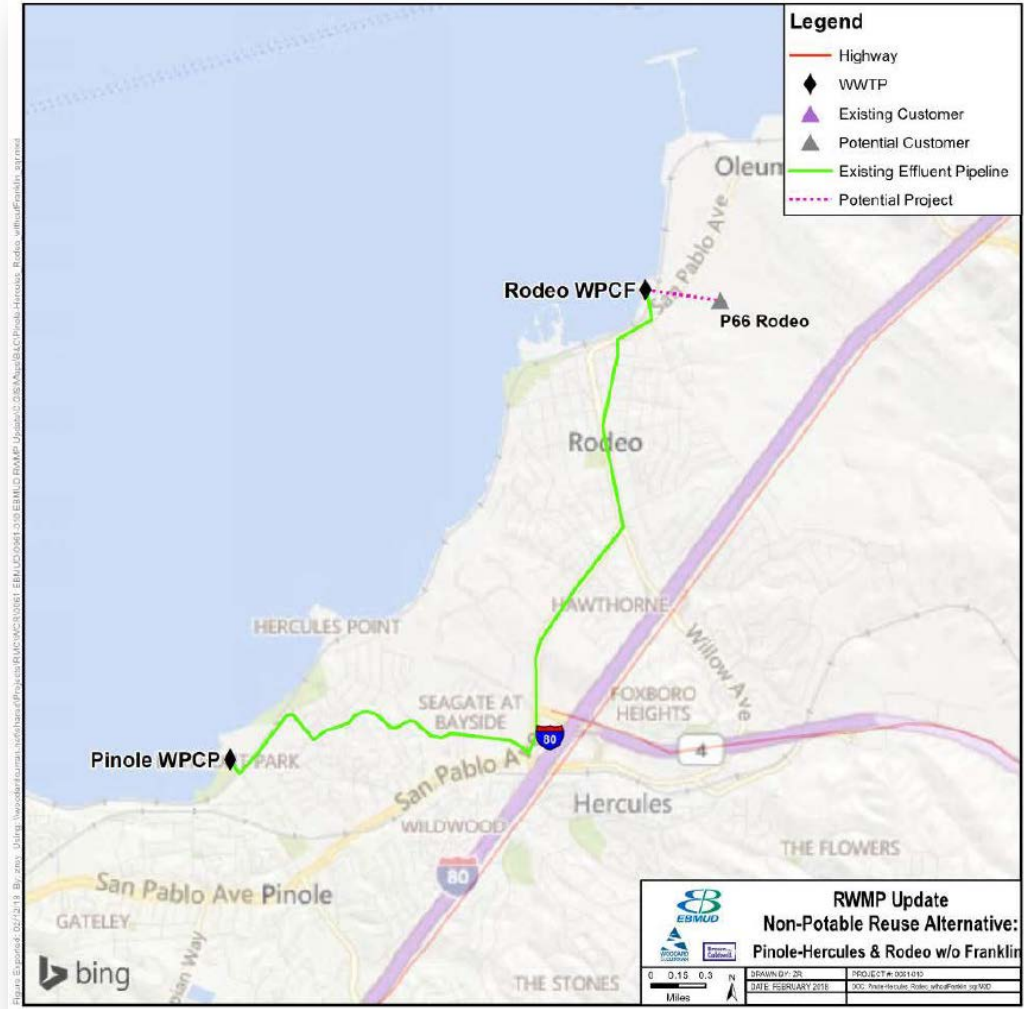 Legend
Highway
WWTP
Existing Customer
Potential Customer
Existing Effluent Pipeline
Potential Project
Oleum
San Pablo Ave
Rodeo WPCF
P66 Rodeo
Rodeo
HAWTHORNE
HERCULES POINT
Willow Ave
SEAGATE AT
BAYSIDE
FOXBORO
HEIGHTS
80
4
Pinole WPCP
PARK
San Pablo A
Hercules
WILDWOOD
THE FLOWERS
80
San Pablo Ave Pinole
GATELEY
THE STONES
bing
EBMUD
RWMP Update
Non-Potable Reuse Alternative:
Pinole-Hercules & Rodeo w/o Franklin
0 0.15 0.3
Miles
N
DRAWN BY: ZR
PROJECT #: 0061-010
DATE: FEBRUARY 2018